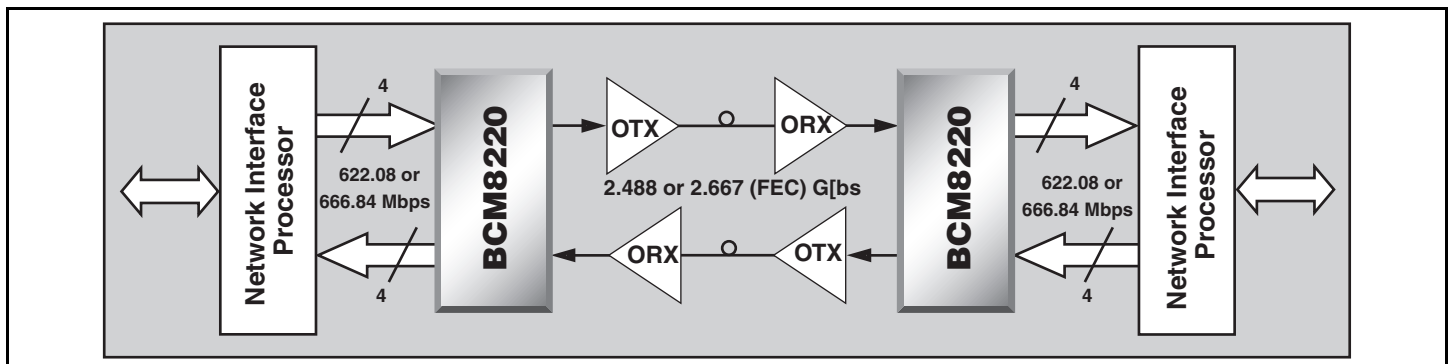 Network Interface
Processor
4
622.08 or
666.84 Mbps
4
BCM8220
OTX
ORX
2.488 or 2.667 (FEC) G[bs
ORX
OTX
BCM8220
4
622.08 or
666.84 Mbps
4
Network Interface
Processor